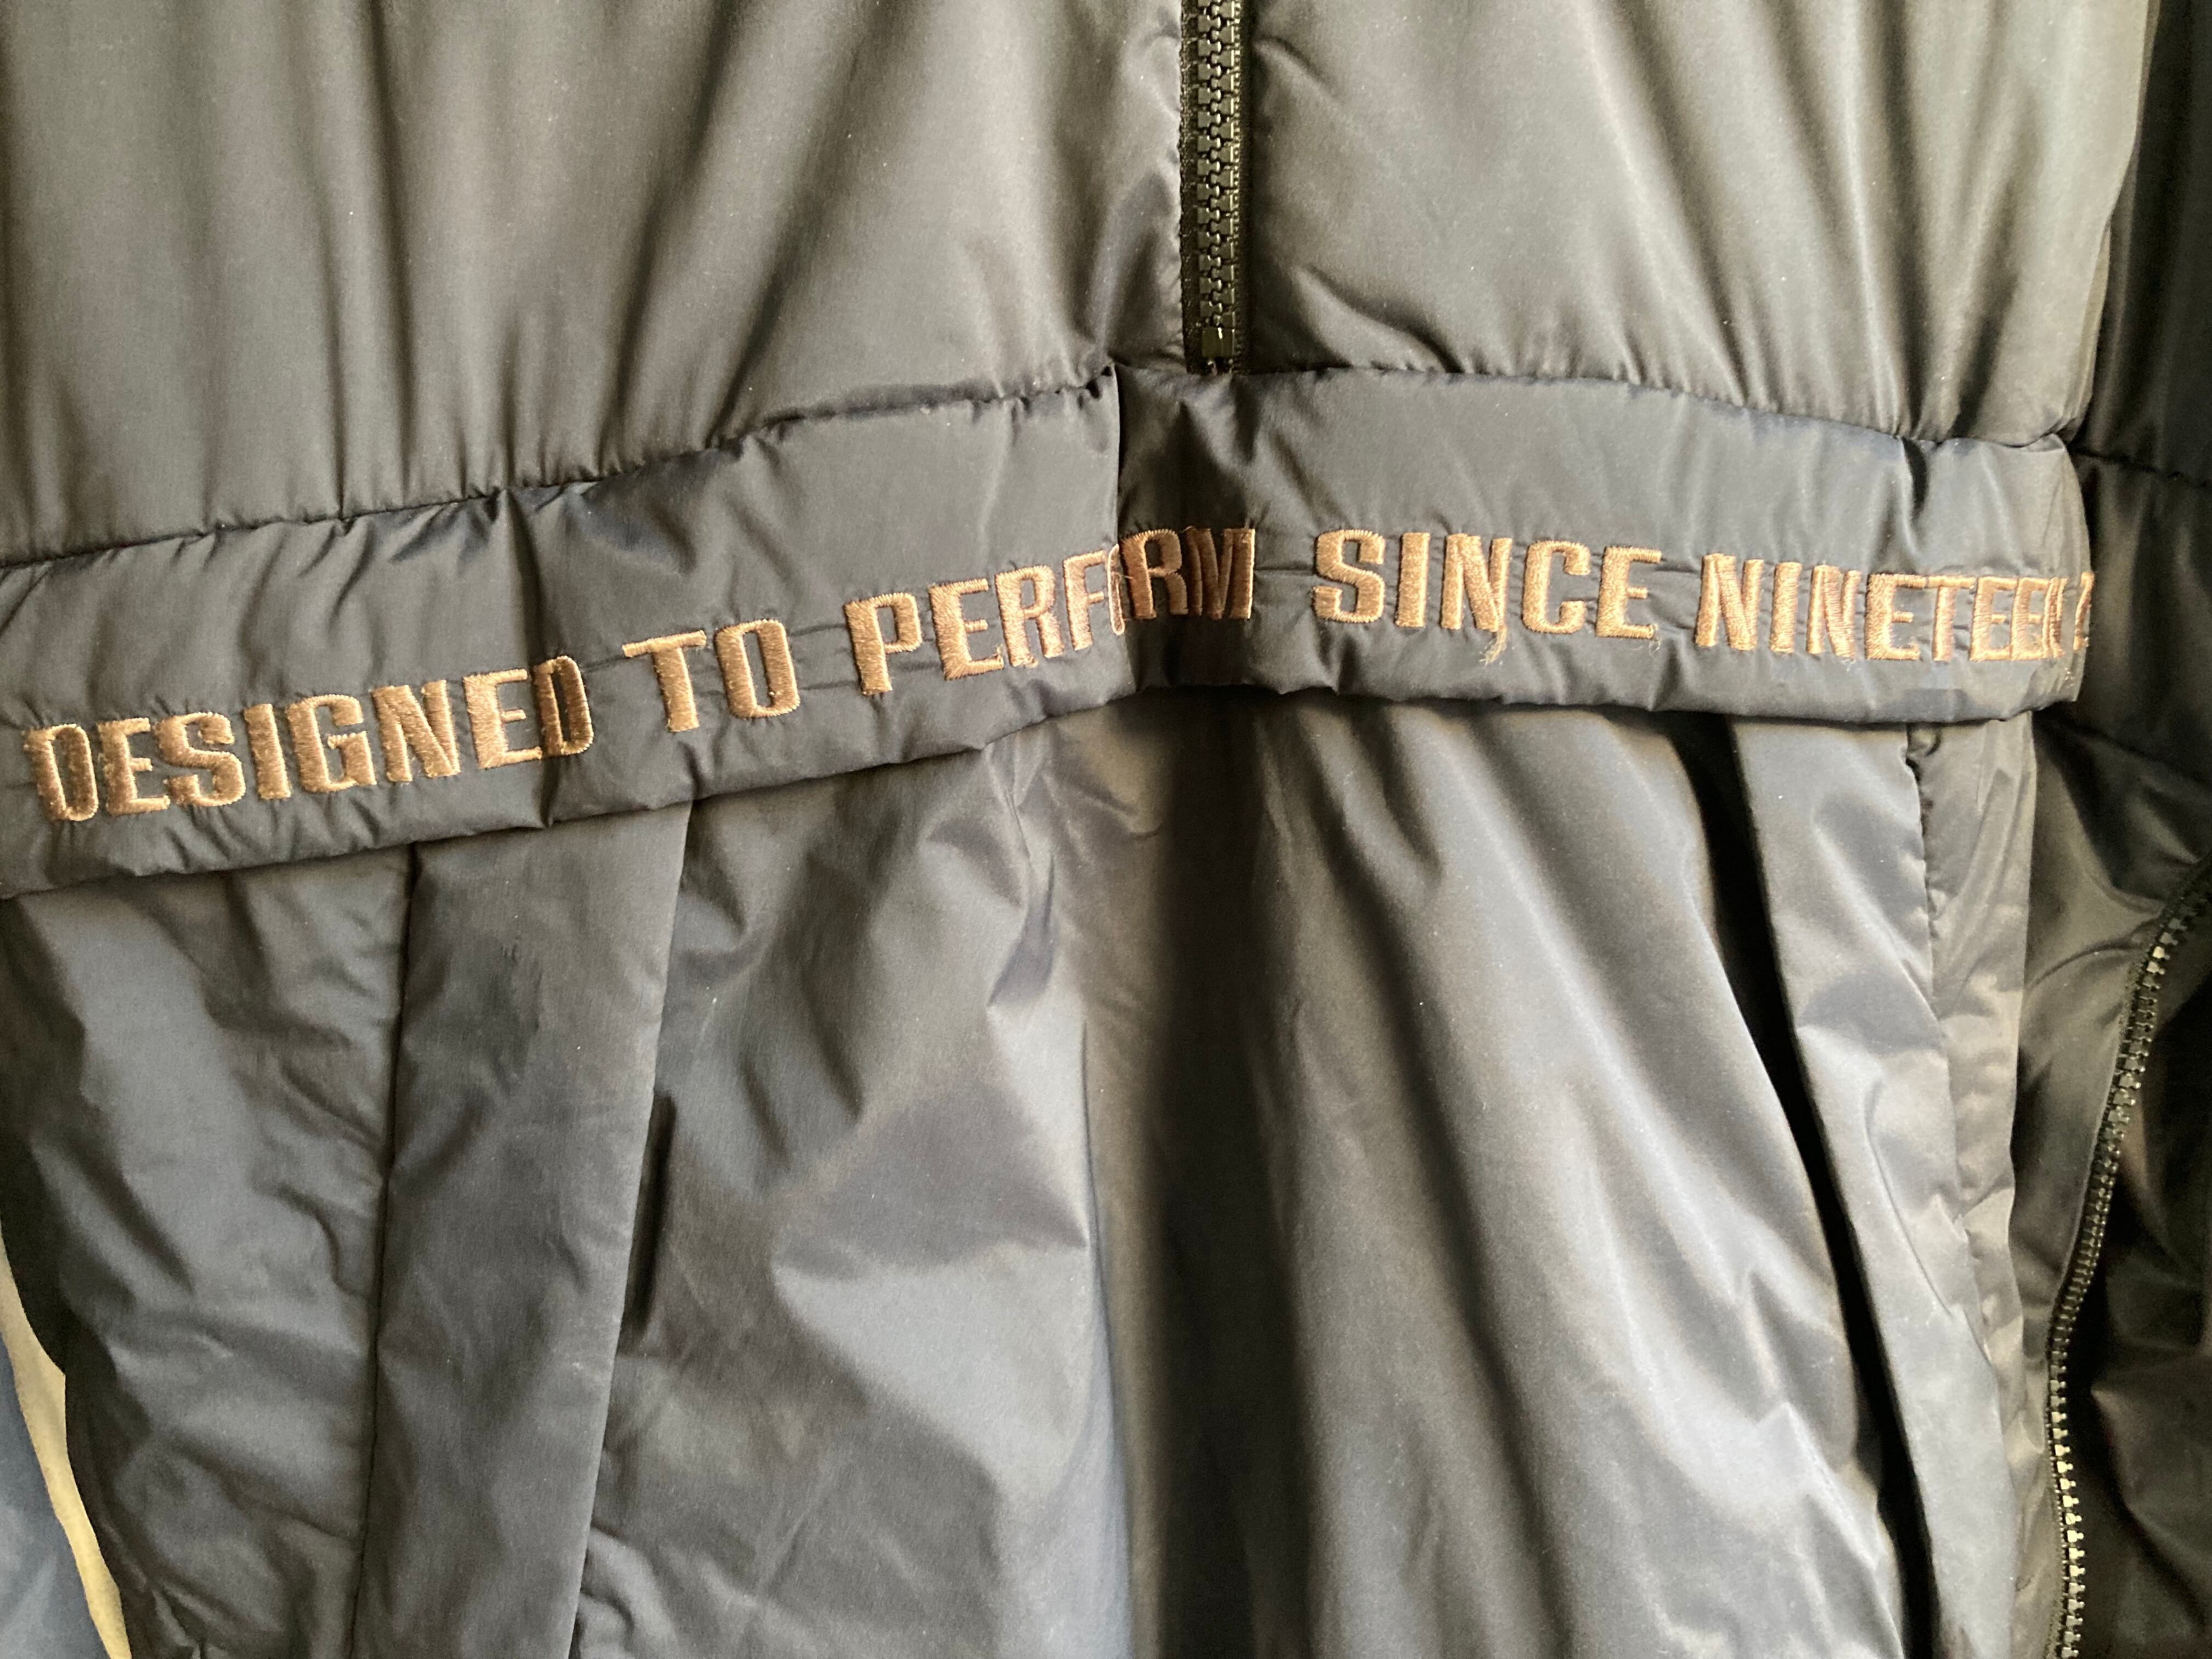 DESIGNED TO PERFORM SINCE NINETEEN